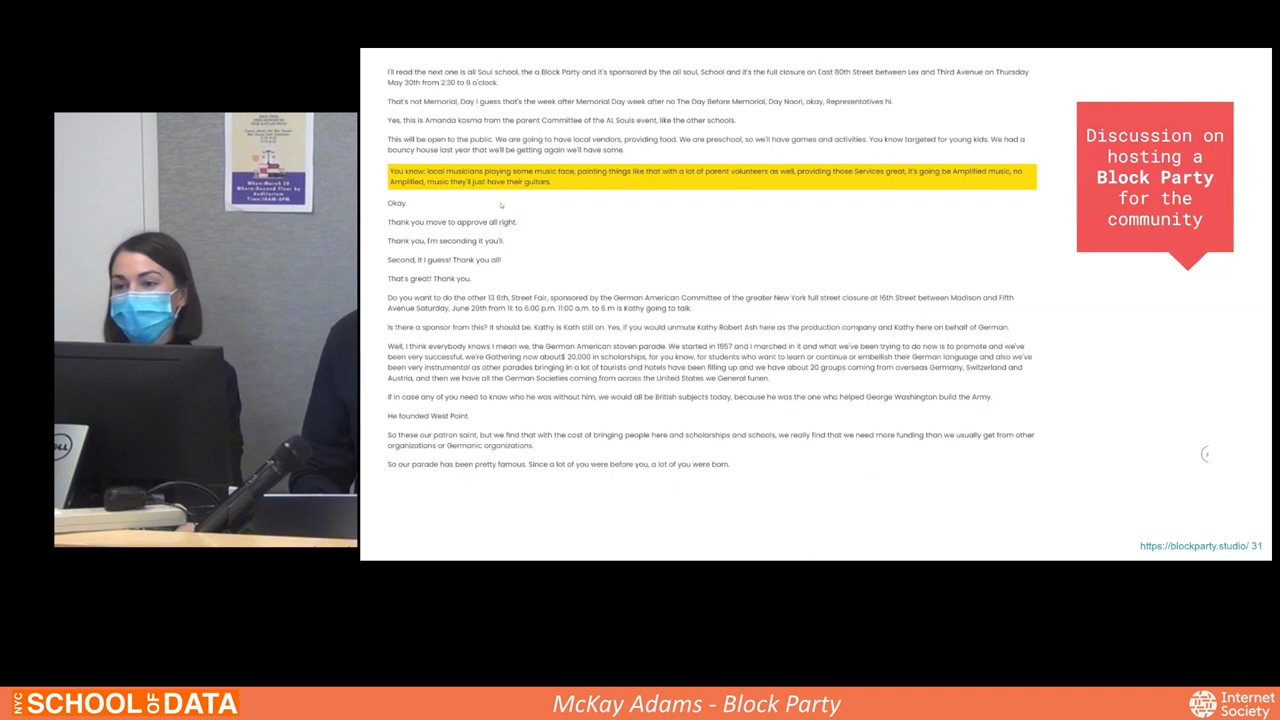 I'll read the next one is all Soul school, the a Block Party and it's sponsored by the all soul, School and it's the full closure on East 80th Street between Lex and Third Avenue on Thursday
May 30th from 2:30 to 6 o'clock.
That's not Memorial, Day I guess that's the week after Memorial Day week after no The Day Before Memorial, Day Naori, okay, Representatives hi.
Yes, this is Amanda kosma from the parent Committee of the AL Souls event, like the other schools.
This will be open to the public. We are going to have local vendors, providing food. We are preschool, so we'll have games and activities. You know targeted for young kids. We had a
bouncy house last year that we'll be getting again we'll have some.
You know: local musicians playing some music face, painting things like that with a lot of parent volunteers as well, providing those Services great, it's going be Amplified music, no
Amplified, music they'll just have their guitars.
Okay.
Thank you move to approve all right.
Thank you, I'm seconding it you'll.
Second, it I guess! Thank you all!
That's great! Thank you.
Do you want to do the other 13 6th, Street Fair, sponsored by the German American Committee of the greater New York full street closure at 16th Street between Madison and Fifth
Avenue Saturday, June 29th from 11: to 6:00 p.m. 11:00 a.m. to 6 m is Kathy going to talk.
Is there a sponsor from this? It should be. Kathy is Kath still on. Yes, if you would unmute Kathy Robert Ash here as the production company and Kathy here on behalf of German.
Well, I think everybody knows I mean we, the German American stoven parade. We started in 1957 and I marched in it and what we've been trying to do now is to promote and we've
been very successful, we're Gathering now about$ 20,000 in scholarships, for you know, for students who want to learn or continue or embellish their German language and also we've
been very instrumental as other parades bringing in a lot of tourists and hotels have been filling up and we have about 20 groups coming from overseas Germany, Switzerland and
Austria, and then we have all the German Societies coming from across the United States we General funen.
If in case any of you need to know who he was without him, we would all be British subjects today, because he was the one who helped George Washington build the Army.
He founded West Point.
So these our patron saint, but we find that with the cost of bringing people here and scholarships and schools, we really find that we need more funding than we usually get from other
organizations or Germanic organizations.
So our parade has been pretty famous. Since a lot of you were before you, a lot of you were born.
Discussion on
hosting a
Block Party
for the
community
https://blockparty.studio/ 31
DELL
NYC SCHOOL OF DATA
McKay Adams - Block Party
Internet
Society